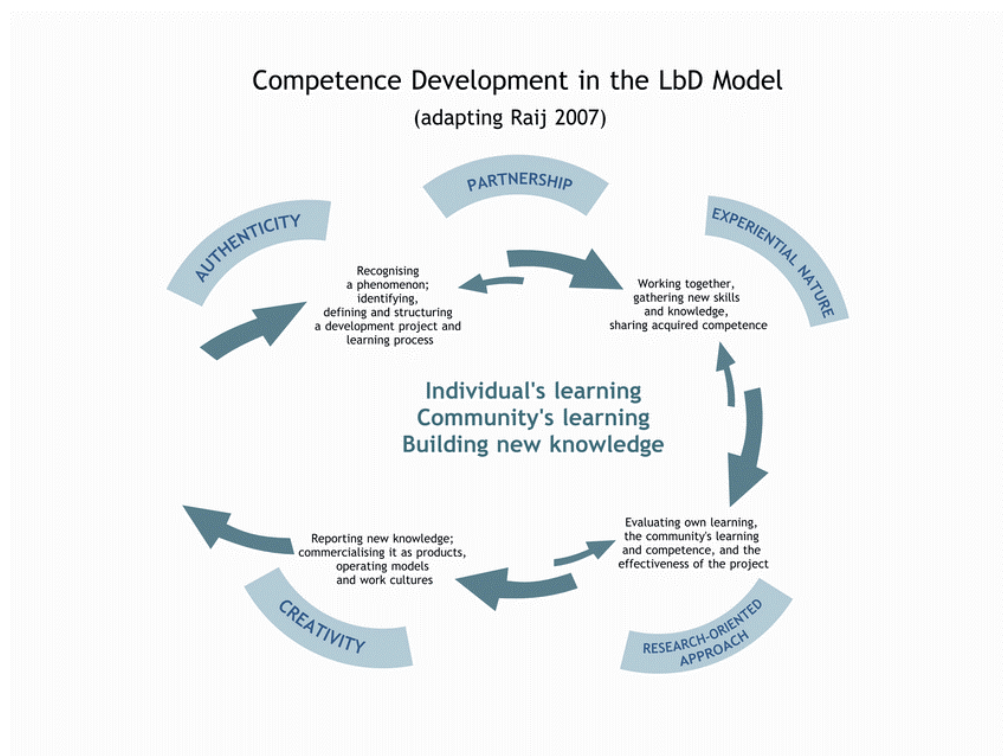 Competence Development in the LbD Model
(adapting Raij 2007)
PARTNERSHIP
AUTHENTICITY
EXPERIENTIAL NATURE
Recognising
a phenomenon;
identifying,
defining and structuring
a development project and
learning process
Working together,
gathering new skills
and knowledge,
sharing acquired competence
Individual's learning
Community's learning
Building new knowledge
Reporting new knowledge;
commercialising it as products,
operating models
and work cultures
Evaluating own learning,
the community's learning
and competence, and the
effectiveness of the project
CREATIVITY
RESEARCH-ORIENTED
APPROACH